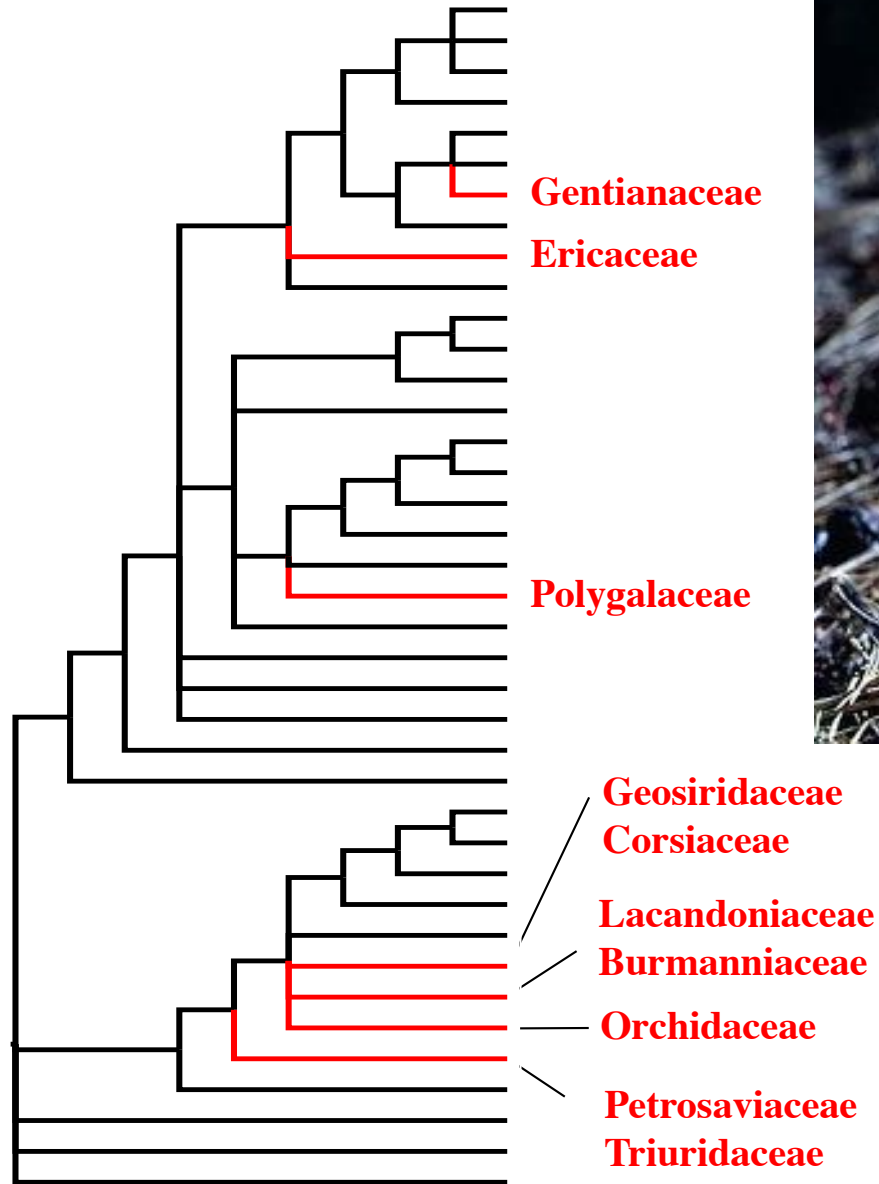 Gentianaceae
Ericaceae
Polygalaceae
Geosiridaceae
Corsiaceae
Lacandoniaceae
Burmanniaceae
Orchidaceae
Petrosaviaceae
Triuridaceae